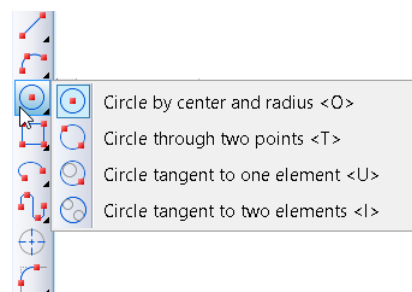 Circle by center and radius <O>
Circle through two points <T>
Circle tangent to one element <U>
Circle tangent to two elements <I>